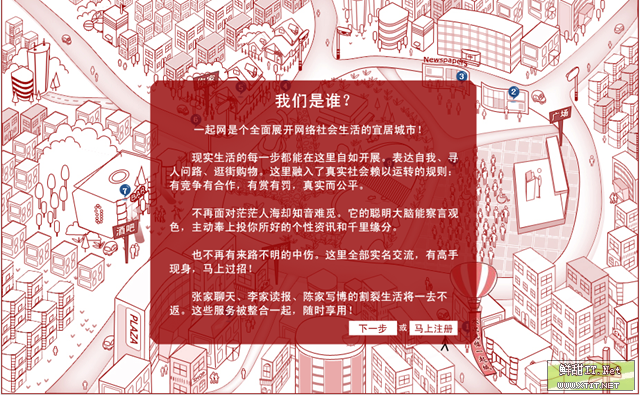 Newspapers
3
2
广场
7
酒吧
PLAZA
我们是谁？
一起网是个全面展开网络社会生活的宜居城市！
现实生活的每一步都能在这里自如开展。表达自我、寻
人问路、逛街购物。这里融入了真实社会赖以运转的规则：
有竞争有合作，有赏有罚，真实而公平。
不再面对茫茫人海却知音难觅。它的聪明大脑能察言观
色，主动奉上投你所好的个性资讯和千里缘分。
也不再有来路不明的中伤。这里全部实名交流，有高手
现身，马上过招！
张家聊天、李家读报、陈家写博的割裂生活将一去不
返，这些服务被整合一起，随时享用！
下一步 或 马上注册
鲜甜IT.Net
WWW.XTIT.NET